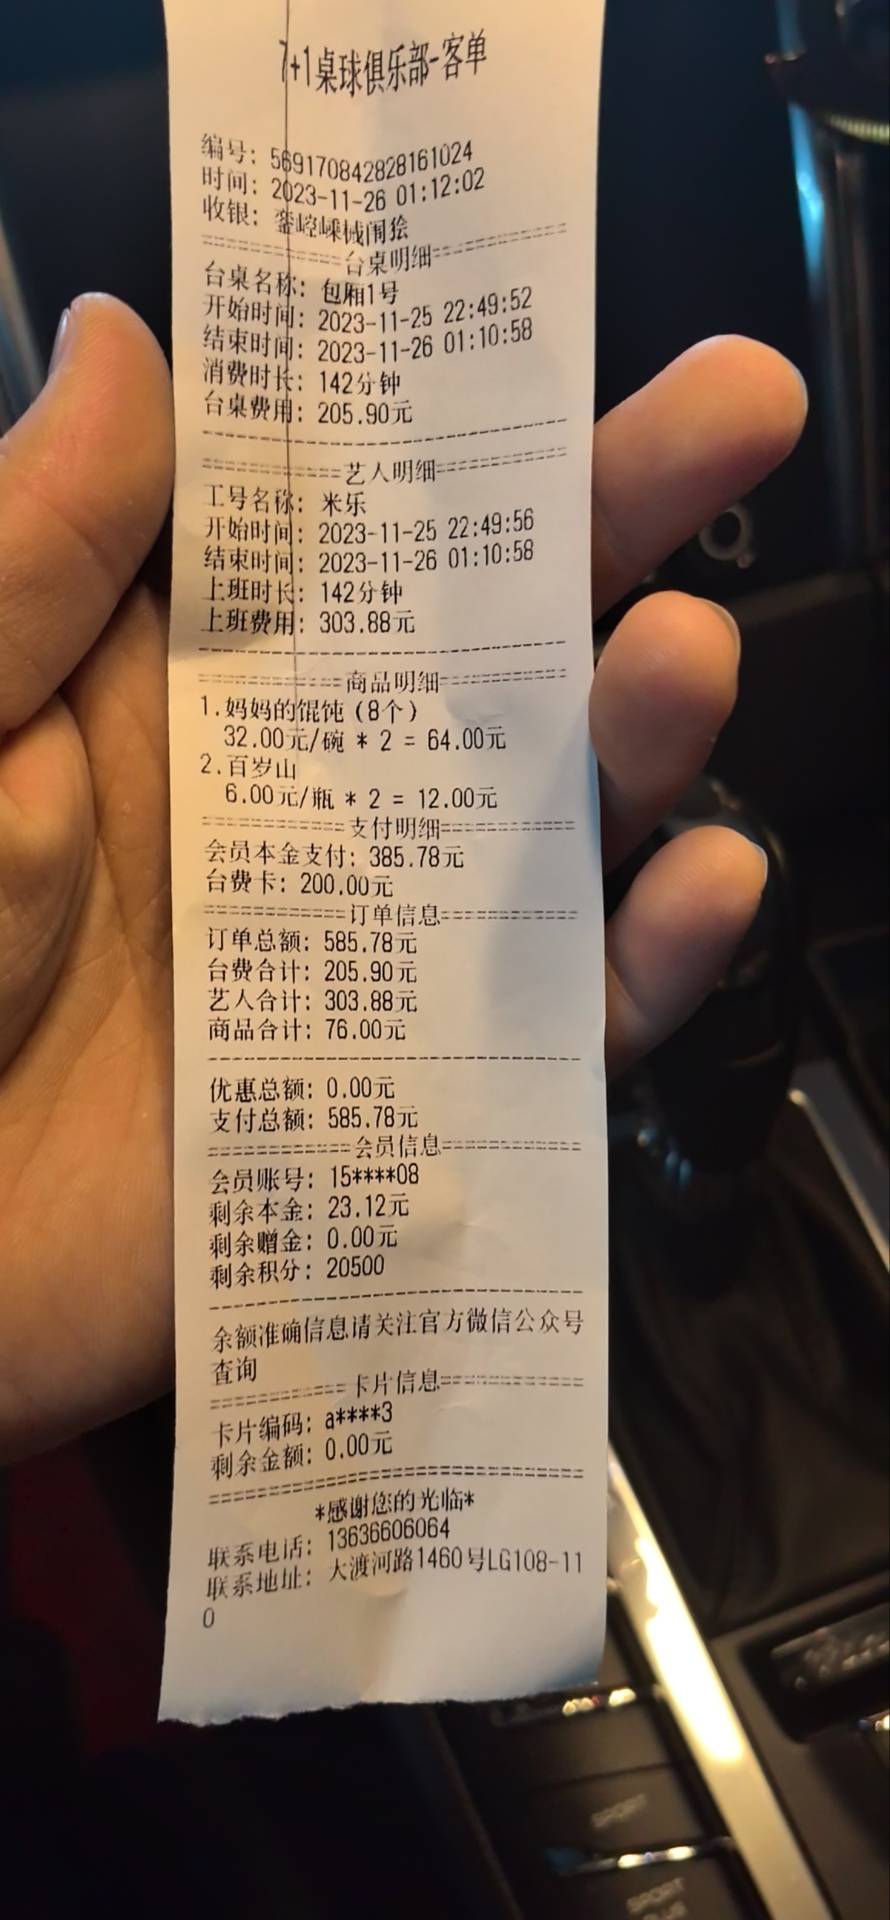 7+1桌球俱乐部-客单
编号: 569170842828161024
时间: 2023-11-26 01:12:02
收银: 崆嵊械闹狯
============台桌明细============
台桌名称: 包厢1号
开始时间: 2023-11-25 22:49:52
结束时间: 2023-11-26 01:10:58
消费时长: 142分钟
台桌费用: 205.90元
--------------------------------
============艺人明细============
工号名称: 米乐
开始时间: 2023-11-25 22:49:56
结束时间: 2023-11-26 01:10:58
上班时长: 142分钟
上班费用: 303.88元
--------------------------------
============商品明细============
1.妈妈的馄饨(8个)
32.00元/碗 * 2 = 64.00元
2.百岁山
6.00元/瓶 * 2 = 12.00元
============支付明细============
会员本金支付: 385.78元
台费卡: 200.00元
============订单信息============
订单总额: 585.78元
台费合计: 205.90元
艺人合计: 303.88元
商品合计: 76.00元
--------------------------------
优惠总额: 0.00元
支付总额: 585.78元
============会员信息============
会员账号: 15****08
剩余本金: 23.12元
剩余赠金: 0.00元
剩余积分: 20500
--------------------------------
余额准确信息请关注官方微信公众号
查询
============卡片信息============
卡片编码: a****3
剩余金额: 0.00元
================================
*感谢您的光临*
联系电话: 13636606064
联系地址: 大渡河路1460号LG108-11
0
SPORT
SPORT
PLUS